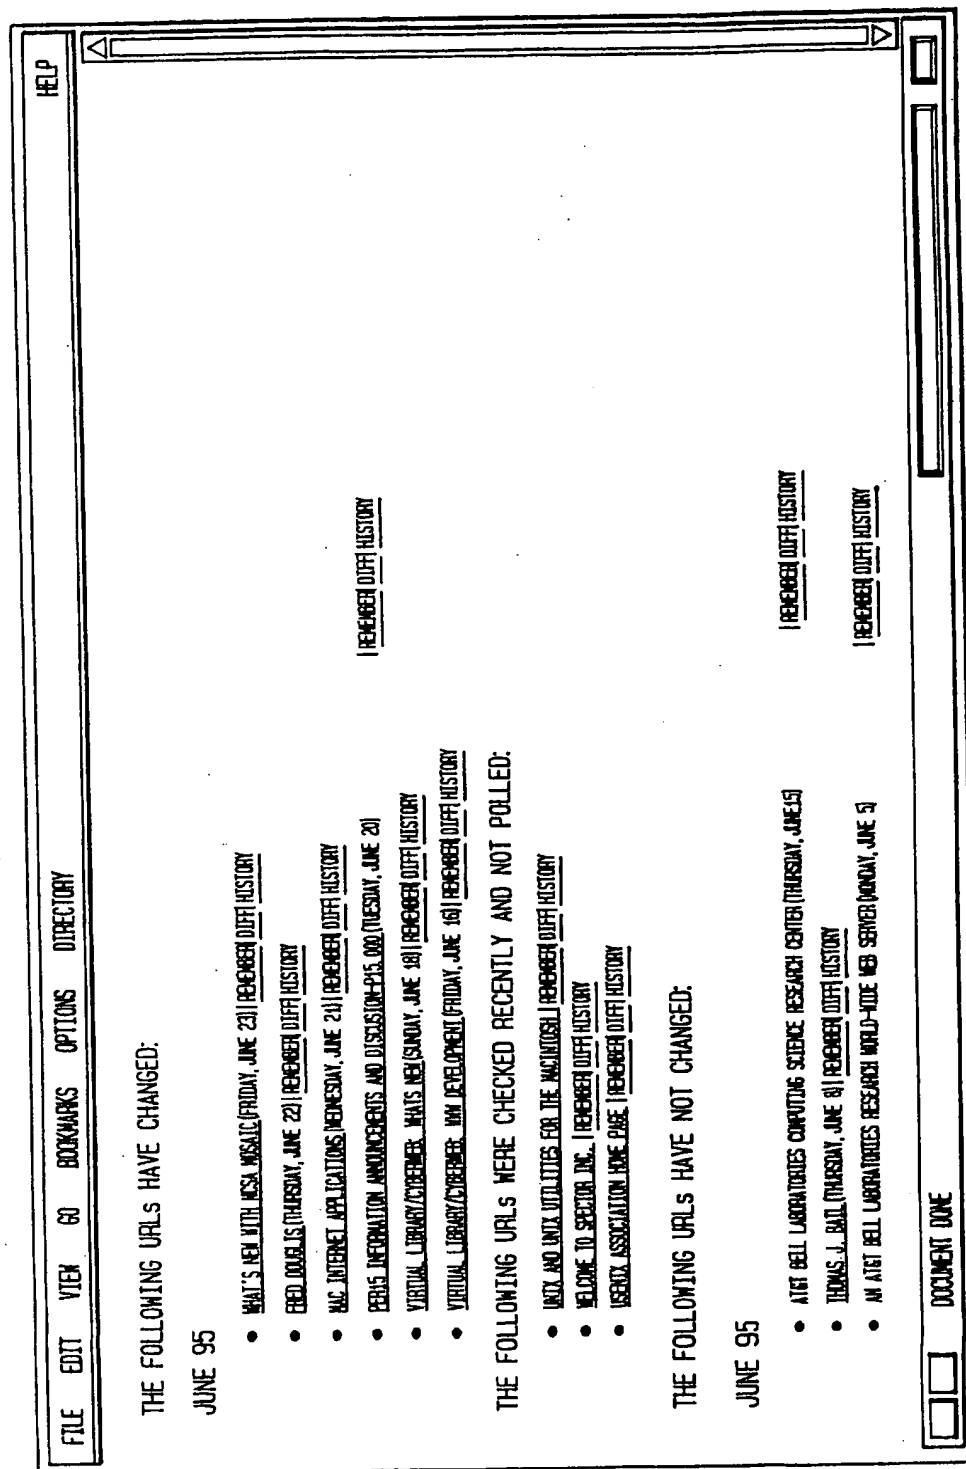 FILE EDIT VIEW GO BOOKMARKS OPTIONS DIRECTORY HELP
THE FOLLOWING URLs HAVE CHANGED:
JUNE 95
• WHAT'S NEW WITH NCSA MOSAIC (FRIDAY, JUNE 23) | REMEMBER | DIFF | HISTORY
• FRED DOUGLIS (THURSDAY, JUNE 22) | REMEMBER | DIFF | HISTORY
• MAC INTERNET APPLICATIONS (WEDNESDAY, JUNE 21) | REMEMBER | DIFF | HISTORY
• PER15 INFORMATION ANNOUNCEMENTS AND DISCUSTION-P15.000 (TUESDAY, JUNE 20) | REMEMBER | DIFF | HISTORY
• VIRTUAL LIBRARY/CYBERWEB: WHATS NEW (SUNDAY, JUNE 18) | REMEMBER | DIFF | HISTORY
• VIRTUAL LIBRARY/CYBERWEB: WWW DEVELOPMENT (FRIDAY, JUNE 16) | REMEMBER | DIFF | HISTORY
THE FOLLOWING URLs WERE CHECKED RECENTLY AND NOT POLLED:
• UNIX AND UNIX UTILITIES FOR THE MACINTOSH | REMEMBER | DIFF | HISTORY
• WELCOME TO SPECTOR INC. | REMEMBER | DIFF | HISTORY
• USENIX ASSOCIATION HOME PAGE | REMEMBER | DIFF | HISTORY
THE FOLLOWING URLs HAVE NOT CHANGED:
JUNE 95
• AT&T BELL LABORATORIES COMPUTING SCIENCE RESEARCH CENTER (THURSDAY, JUNE15) | REMEMBER | DIFF | HISTORY
• THOMAS J. BALL (THURSDAY, JUNE 8) | REMEMBER | DIFF | HISTORY
• AN AT&T BELL LABORATORIES RESEARCH WORLD-WIDE WEB SERVER (MONDAY, JUNE 5) | REMEMBER | DIFF | HISTORY
DOCUMENT DONE